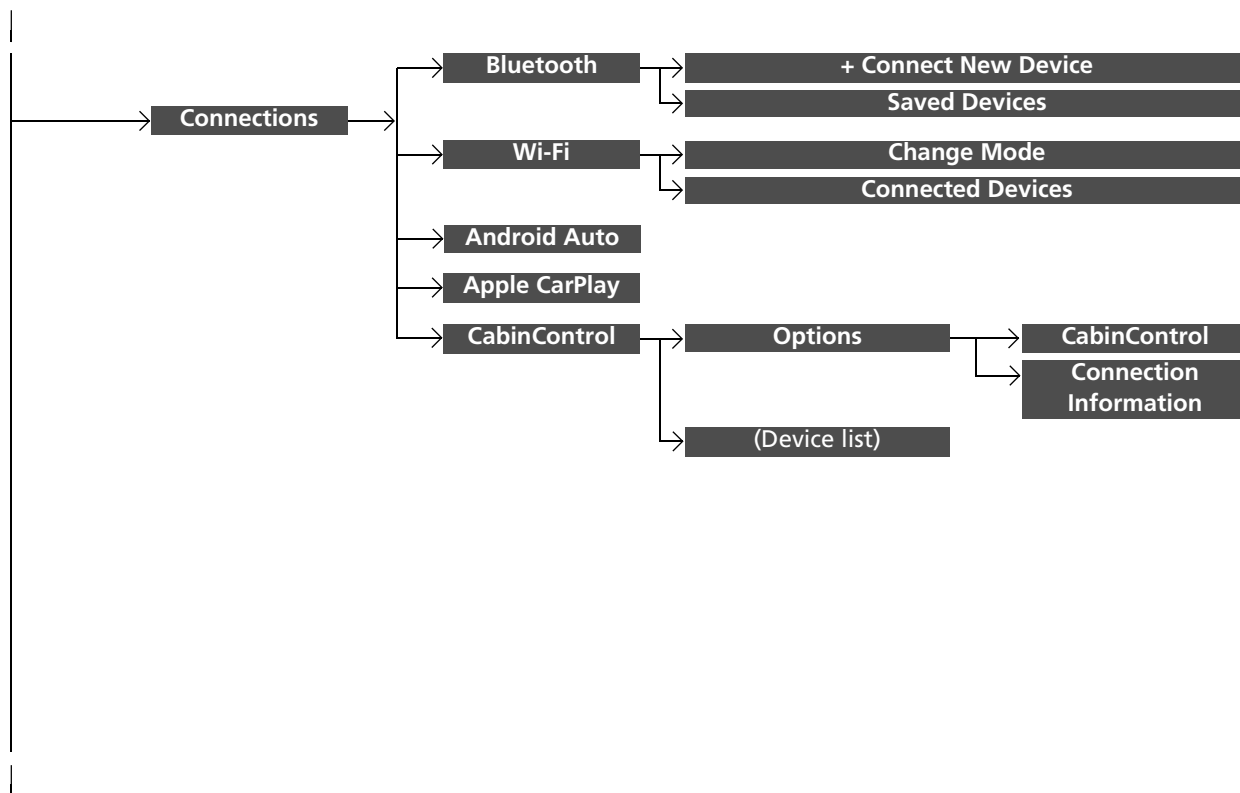 Bluetooth
+ Connect New Device
Saved Devices
Connections
Wi-Fi
Change Mode
Connected Devices
Android Auto
Apple CarPlay
CabinControl
Options
CabinControl
Connection
Information
(Device list)